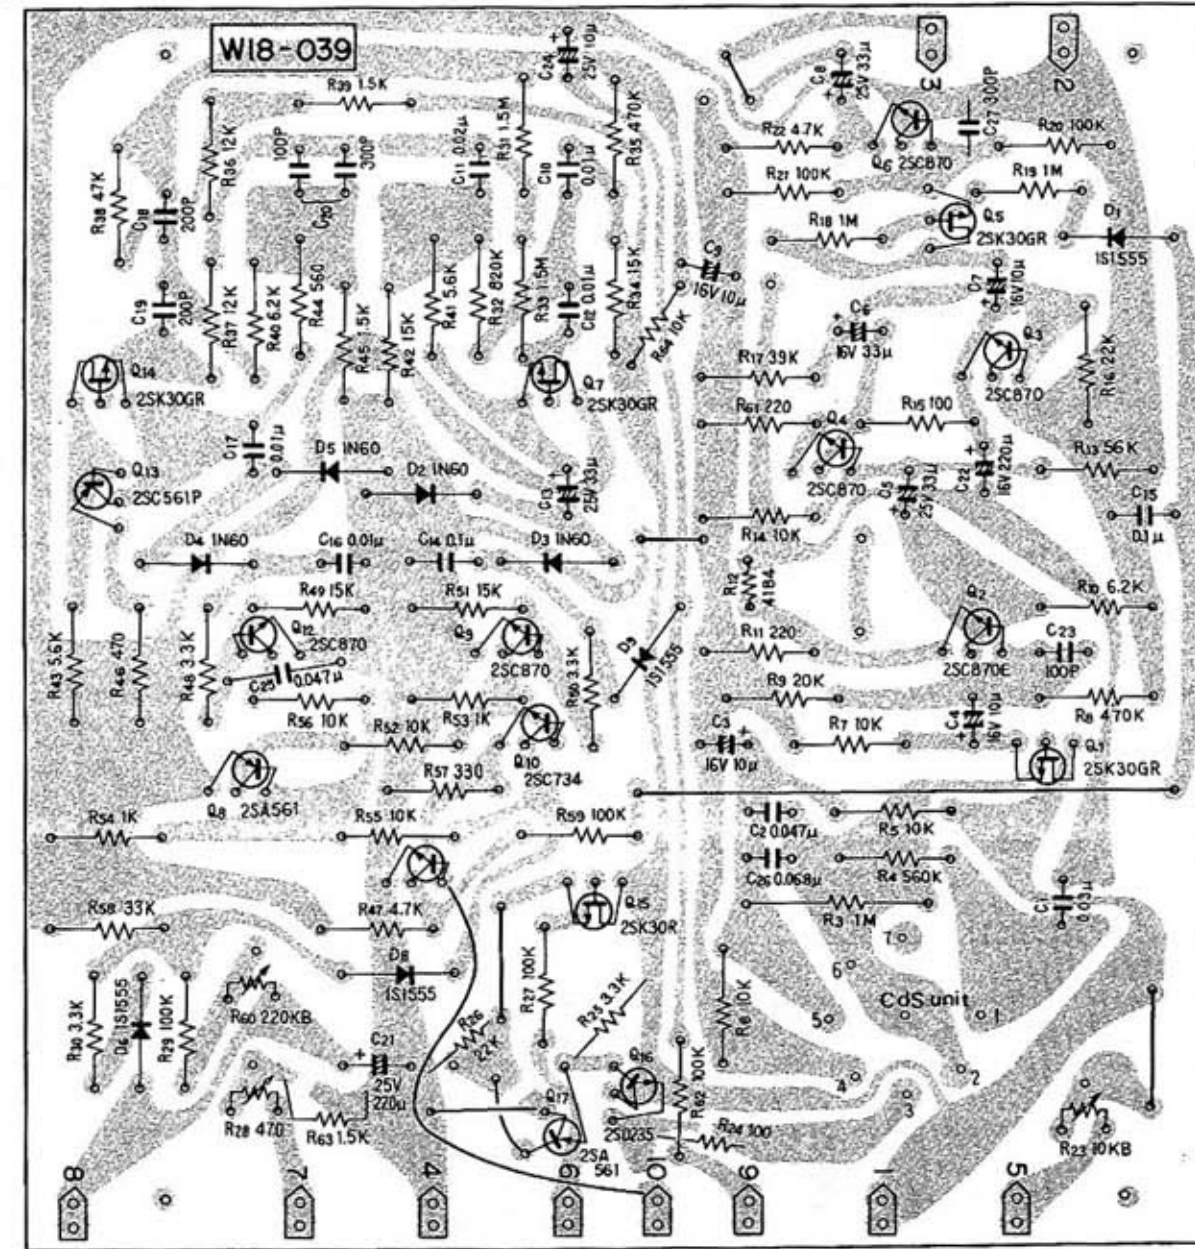 W18-039
C24
25V 10μ
C8
25V 33μ
3
2
R39 1.5K
R36 12K
100P
300P
C20
C11 0.02μ
R31 1.5M
C10
0.01μ
R35 470K
R22 4.7K
Q6
2SC870
C27 300P
R20 100K
R38 47K
C18
200P
R21 100K
R19 1M
R18 1M
Q5
2SK30GR
D1
1S1555
C19
200P
R37 12K
R40 6.2K
R44 560
R45 1.5K
R42 15K
R41 5.6K
R32 820K
R33 1.5M
C12 0.01μ
R34 15K
R64 10K
C9
16V 10μ
C7
16V 10μ
C6
16V 33μ
Q3
2SC870
R16 22K
Q14
2SK30GR
Q7
2SK30GR
R17 39K
R61 220
R15 100
Q4
2SC870
C17
0.01μ
D5 1N60
D2 1N60
C13
25V 33μ
C5
25V 33μ
C22
16V 220μ
R13 56K
Q13
2SC561P
C15
0.1μ
D4 1N60
C16 0.01μ
C14 0.1μ
D3 1N60
R14 10K
R12
41B4
R49 15K
R51 15K
Q2
2SC870E
R10 6.2K
R43 5.6K
R46 470
R48 3.3K
Q12
2SC870
C25
0.047μ
Q9
2SC870
R50 3.3K
D9
1S1555
R11 220
C23
100P
R56 10K
R53 1K
R9 20K
R8 470K
R52 10K
Q10
2SC734
C3
16V 10μ
R7 10K
C4
16V 10μ
Q1
2SK30GR
Q8
2SA561
R57 330
R54 1K
R55 10K
R59 100K
C2 0.047μ
R5 10K
C26 0.068μ
R4 560K
R3 1M
C1
0.03μ
R58 33K
R47 4.7K
Q15
2SK30R
7
D8
1S1555
R27 100K
R25 3.3K
6
R6 10K
CdS unit
5
1
R30 3.3K
D6 1S1555
R29 100K
R60 220KB
C21
25V
220μ
R26
22K
Q16
2SD235
R62 100K
4
2
3
R28 470
R63 1.5K
Q17
2SA
561
R24 100
R23 10KB
8
7
4
6
10
9
1
5